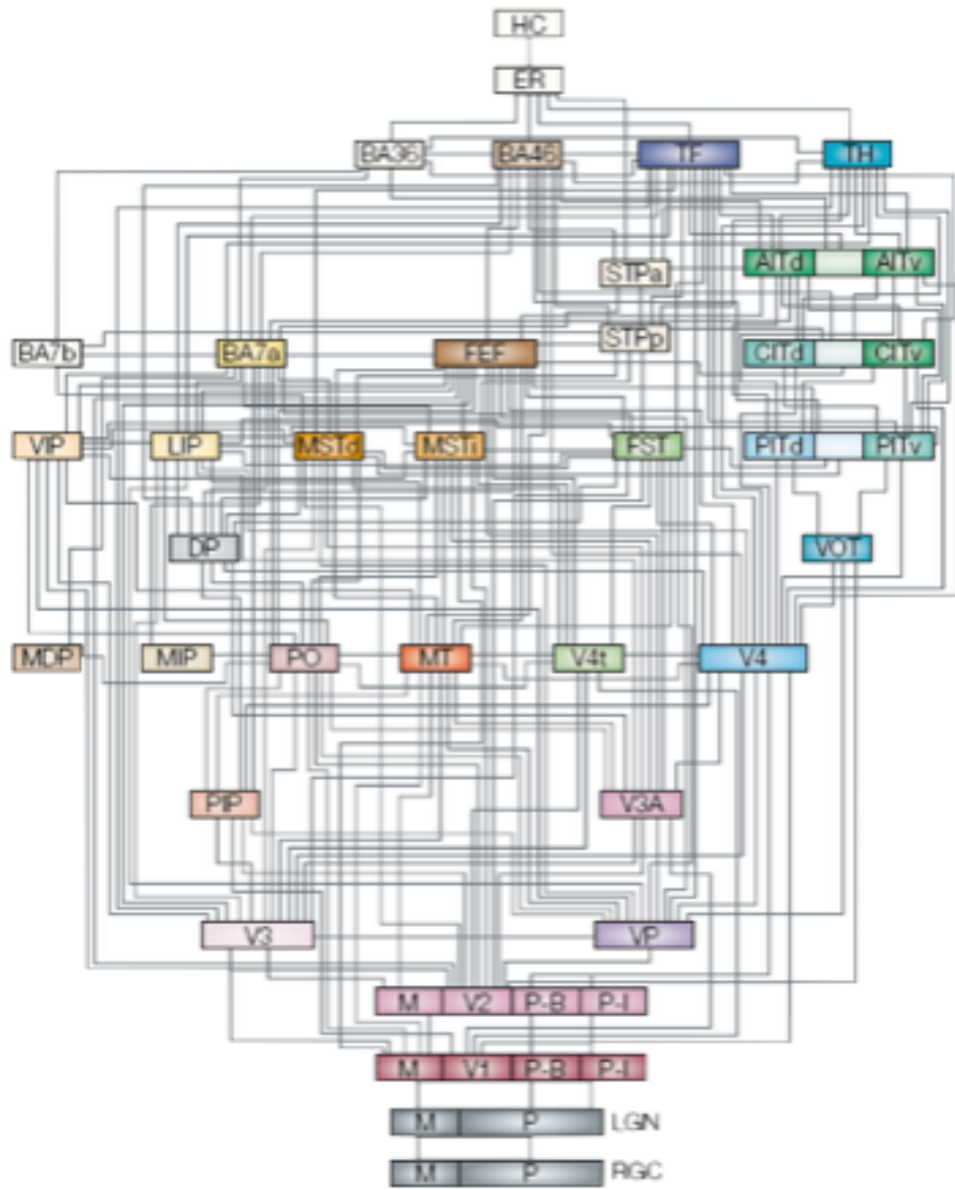 HC
ER
BA36 BA46 TF TH
STPa AITd AITv
BA7b BA7a FEF STPp CITd CITv
VIP LIP MSTd MSTl FST PITd PITv
DP VOT
MDP MIP PO MT V4t V4
PIP V3A
V3 VP
M V2 P-B P-I
M V1 P-B P-I
M P LGN
M P RGC